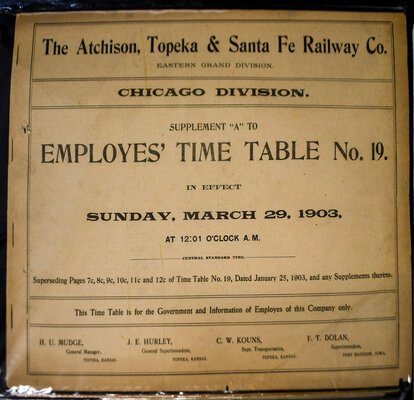 The Atchison, Topeka & Santa Fe Railway Co.
EASTERN GRAND DIVISION.
CHICAGO DIVISION.
SUPPLEMENT "A" TO
EMPLOYES' TIME TABLE No. 19.
IN EFFECT
SUNDAY, MARCH 29, 1903,
AT 12:01 O'CLOCK A.M.
CENTRAL STANDARD TIME.
Superseding Pages 7c, 8c, 9c, 10c, 11c and 12c of Time Table No. 19, Dated January 25, 1903, and any Supplements thereto.
This Time Table is for the Government and Information of Employes of this Company only.
H. U. MUDGE, J. E. HURLEY, C. W. KOUNS, F. T. DOLAN,
General Manager, General Superintendent, Supt. Transportation, Superintendent,
TOPEKA, KANSAS. TOPEKA, KANSAS. TOPEKA, KANSAS. FORT MADISON, IOWA.